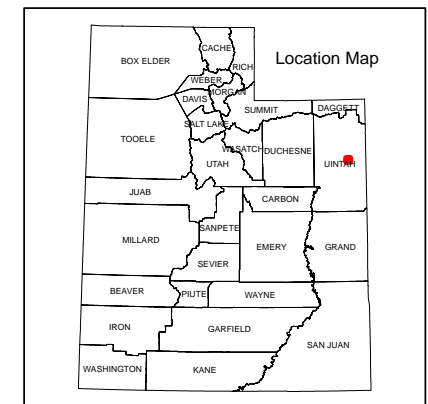 Location Map
CACHE
BOX ELDER
RICH
WEBER
MORGAN
DAVIS
SUMMIT
DAGGETT
SALT LAKE
TOOELE
WASATCH
DUCHESNE
UTAH
UINTAH
JUAB
CARBON
SANPETE
MILLARD
EMERY
GRAND
SEVIER
BEAVER
PIUTE
WAYNE
IRON
GARFIELD
SAN JUAN
WASHINGTON
KANE